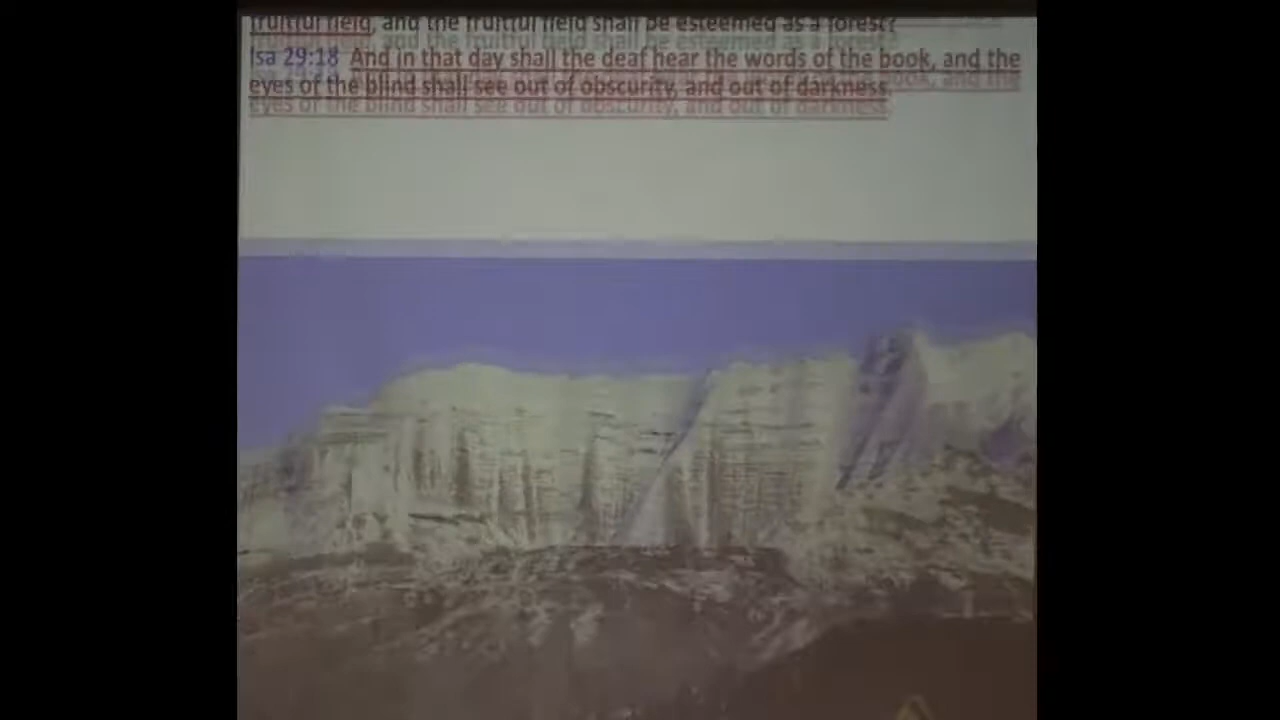 fruitful field, and the fruitful field shall be esteemed as a forest?
Isa 29:18 And in that day shall the deaf hear the words of the book, and the
eyes of the blind shall see out of obscurity, and out of darkness.